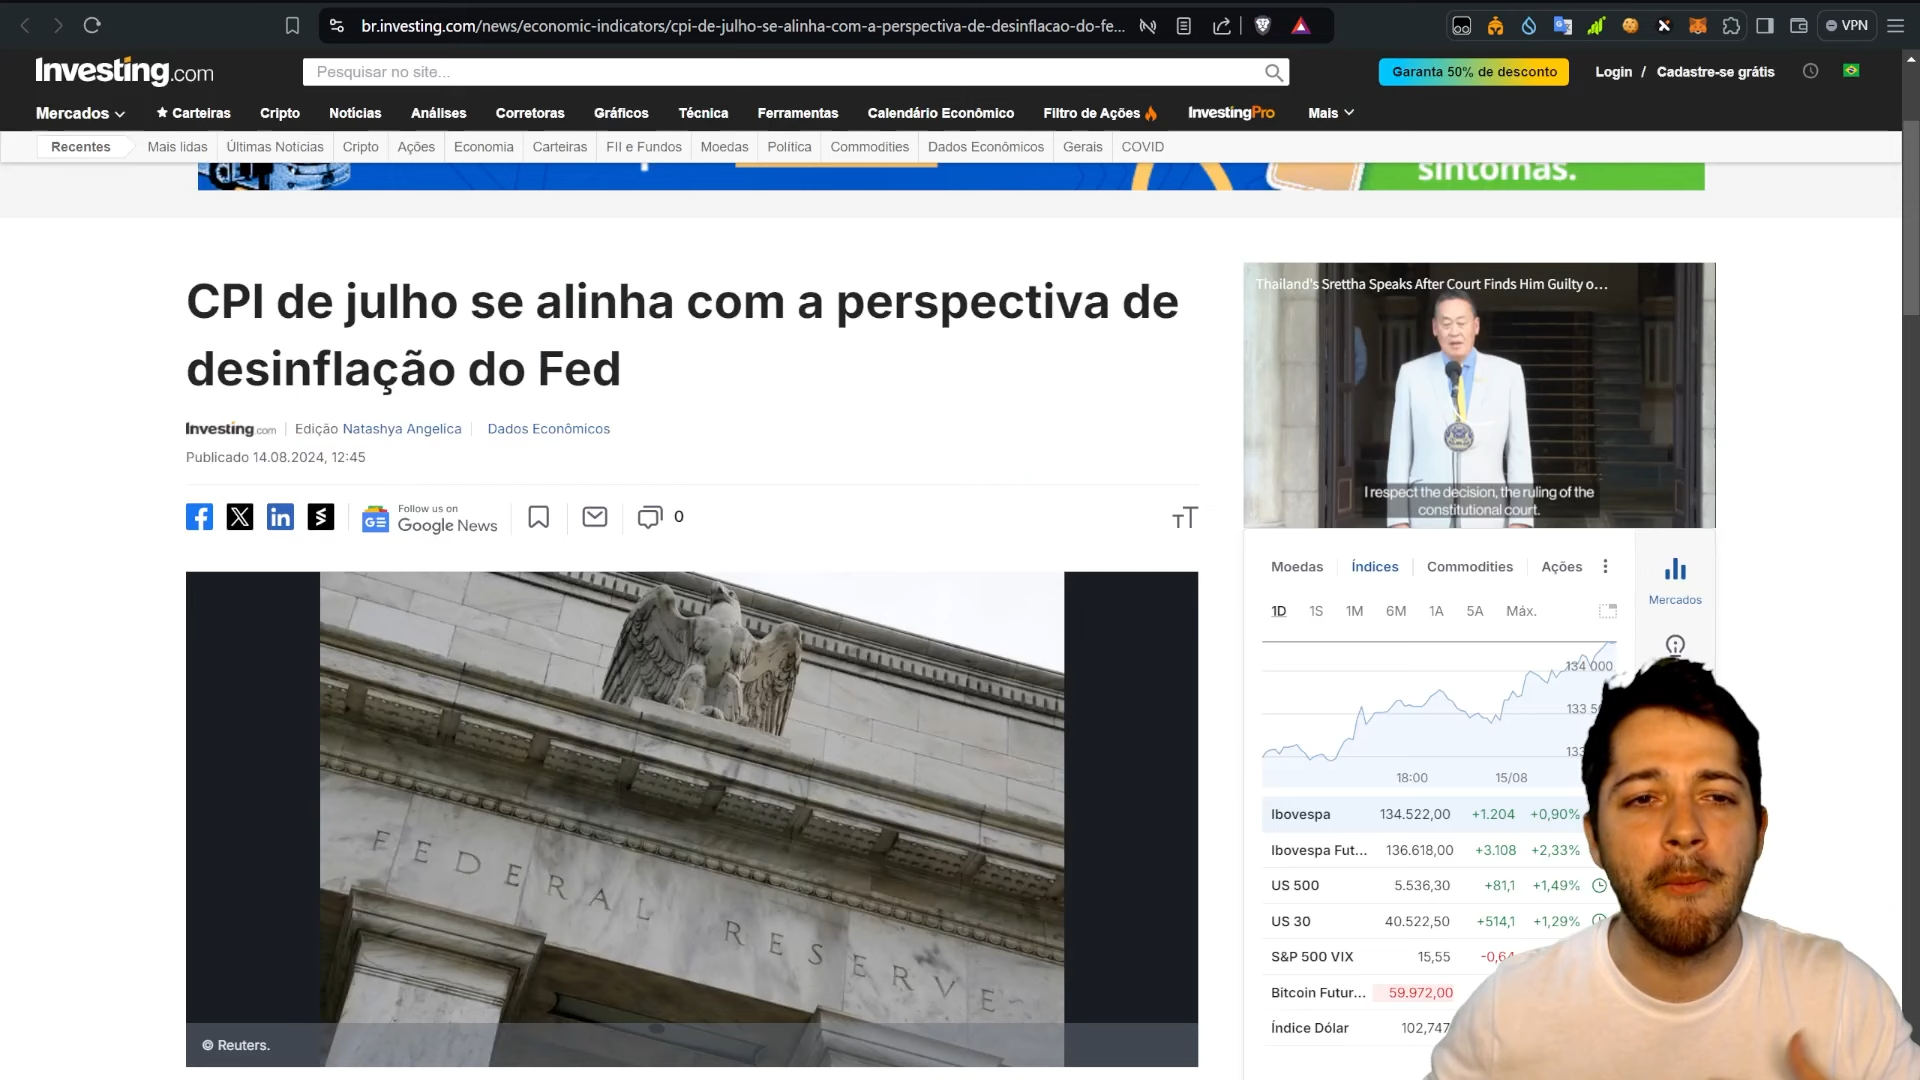 br.investing.com/news/economic-indicators/cpi-de-julho-se-alinha-com-a-perspectiva-de-desinflacao-do-fe...
VPN
Investing.com
Pesquisar no site...
Garanta 50% de desconto
Login / Cadastre-se grátis
Mercados
Carteiras
Cripto
Notícias
Análises
Corretoras
Gráficos
Técnica
Ferramentas
Calendário Econômico
Filtro de Ações
InvestingPro
Mais
Recentes
Mais lidas
Últimas Notícias
Cripto
Ações
Economia
Carteiras
FII e Fundos
Moedas
Política
Commodities
Dados Econômicos
Gerais
COVID
sintomas.
CPI de julho se alinha com a perspectiva de
desinflação do Fed
Investing.com
Edição Natashya Angelica
Dados Econômicos
Publicado 14.08.2024, 12:45
Follow us on
Google News
0
TT
FEDERAL RESERVE
© Reuters.
Thailand's Srettha Speaks After Court Finds Him Guilty o...
I respect the decision, the ruling of the
constitutional court.
Moedas
Índices
Commodities
Ações
Mercados
1D 1S 1M 6M 1A 5A Máx.
134 000
133 5
133
18:00 15/08
Ibovespa 134.522,00 +1.204 +0,90%
Ibovespa Fut... 136.618,00 +3.108 +2,33%
US 500 5.536,30 +81,1 +1,49%
US 30 40.522,50 +514,1 +1,29%
S&P 500 VIX 15,55 -0,64
Bitcoin Futur... 59.972,00
Índice Dólar 102,747